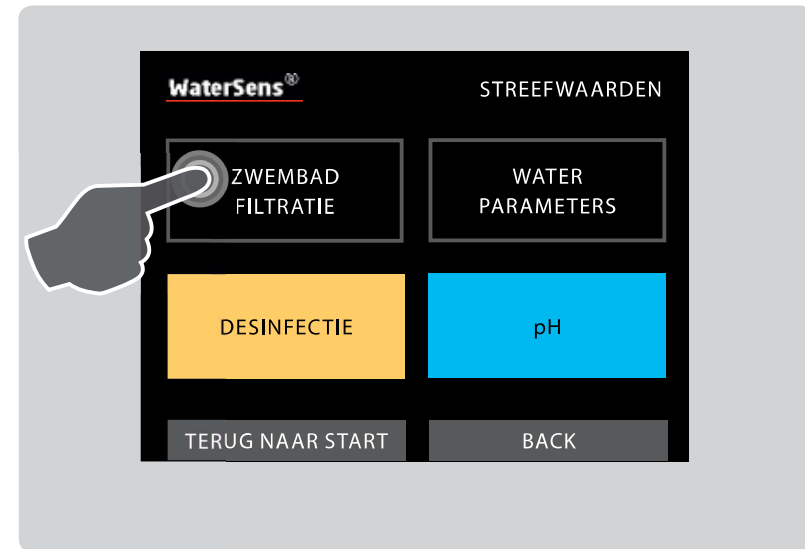 WaterSens®
STREEFWAARDEN
ZWEMBAD
FILTRATIE
WATER
PARAMETERS
DESINFECTIE
pH
TERUG NAAR START
BACK